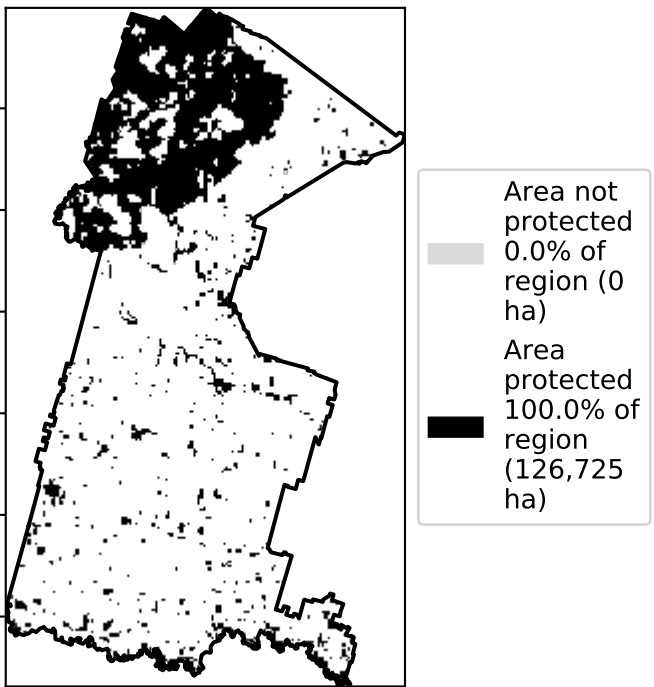 Area not
protected
0.0% of
region (0
ha)
Area
protected
100.0% of
region
(126,725
ha)